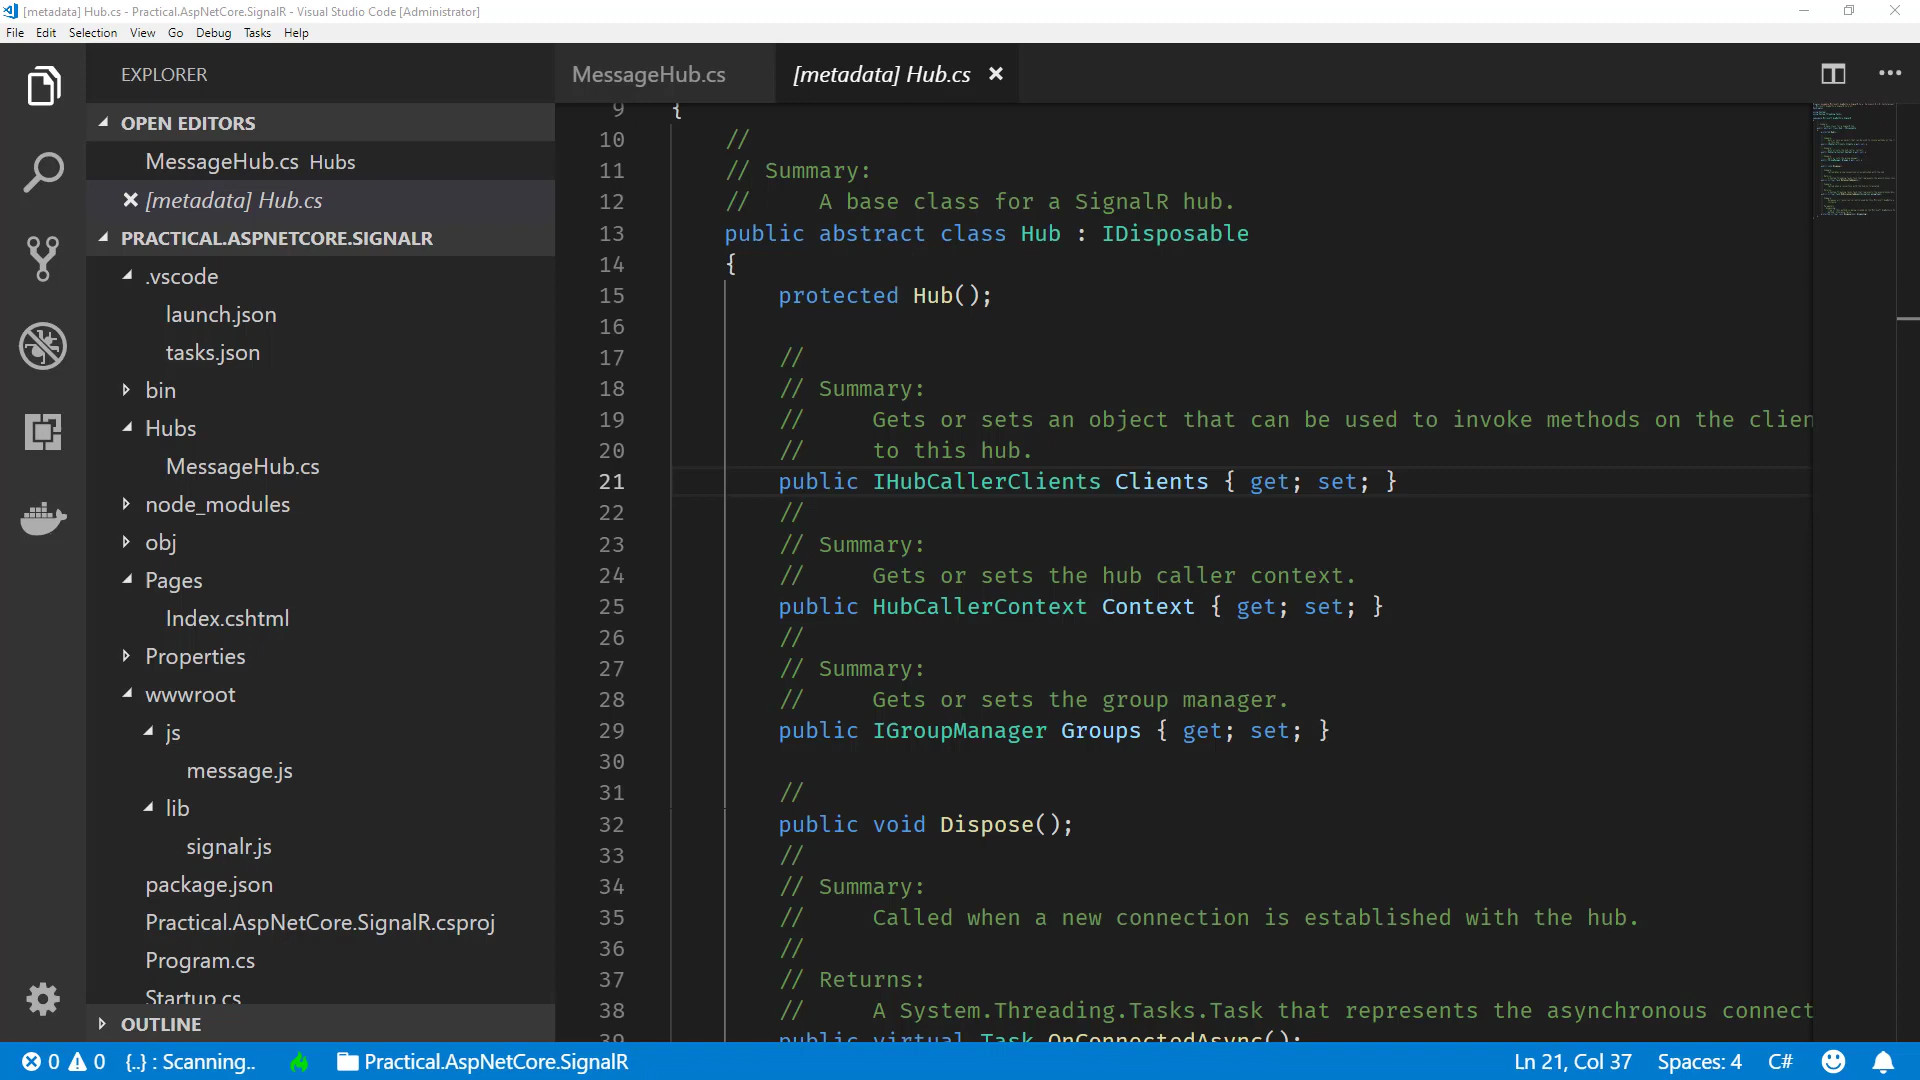 [metadata] Hub.cs - Practical.AspNetCore.SignalR - Visual Studio Code [Administrator]
File Edit Selection View Go Debug Tasks Help
EXPLORER
OPEN EDITORS
MessageHub.cs Hubs
[metadata] Hub.cs
PRACTICAL.ASPNETCORE.SIGNALR
.vscode
launch.json
tasks.json
bin
Hubs
MessageHub.cs
node_modules
obj
Pages
Index.cshtml
Properties
wwwroot
js
message.js
lib
signalr.js
package.json
Practical.AspNetCore.SignalR.csproj
Program.cs
Startup.cs
OUTLINE
MessageHub.cs [metadata] Hub.cs
9 {
10 //
11 // Summary:
12 // A base class for a SignalR hub.
13 public abstract class Hub : IDisposable
14 {
15 protected Hub();
16
17 //
18 // Summary:
19 // Gets or sets an object that can be used to invoke methods on the clien
20 // to this hub.
21 public IHubCallerClients Clients { get; set; }
22 //
23 // Summary:
24 // Gets or sets the hub caller context.
25 public HubCallerContext Context { get; set; }
26 //
27 // Summary:
28 // Gets or sets the group manager.
29 public IGroupManager Groups { get; set; }
30
31 //
32 public void Dispose();
33 //
34 // Summary:
35 // Called when a new connection is established with the hub.
36 //
37 // Returns:
38 // A System.Threading.Tasks.Task that represents the asynchronous connect
39 public virtual Task OnConnectedAsync();
0 0 {..} : Scanning.. Practical.AspNetCore.SignalR Ln 21, Col 37 Spaces: 4 C#